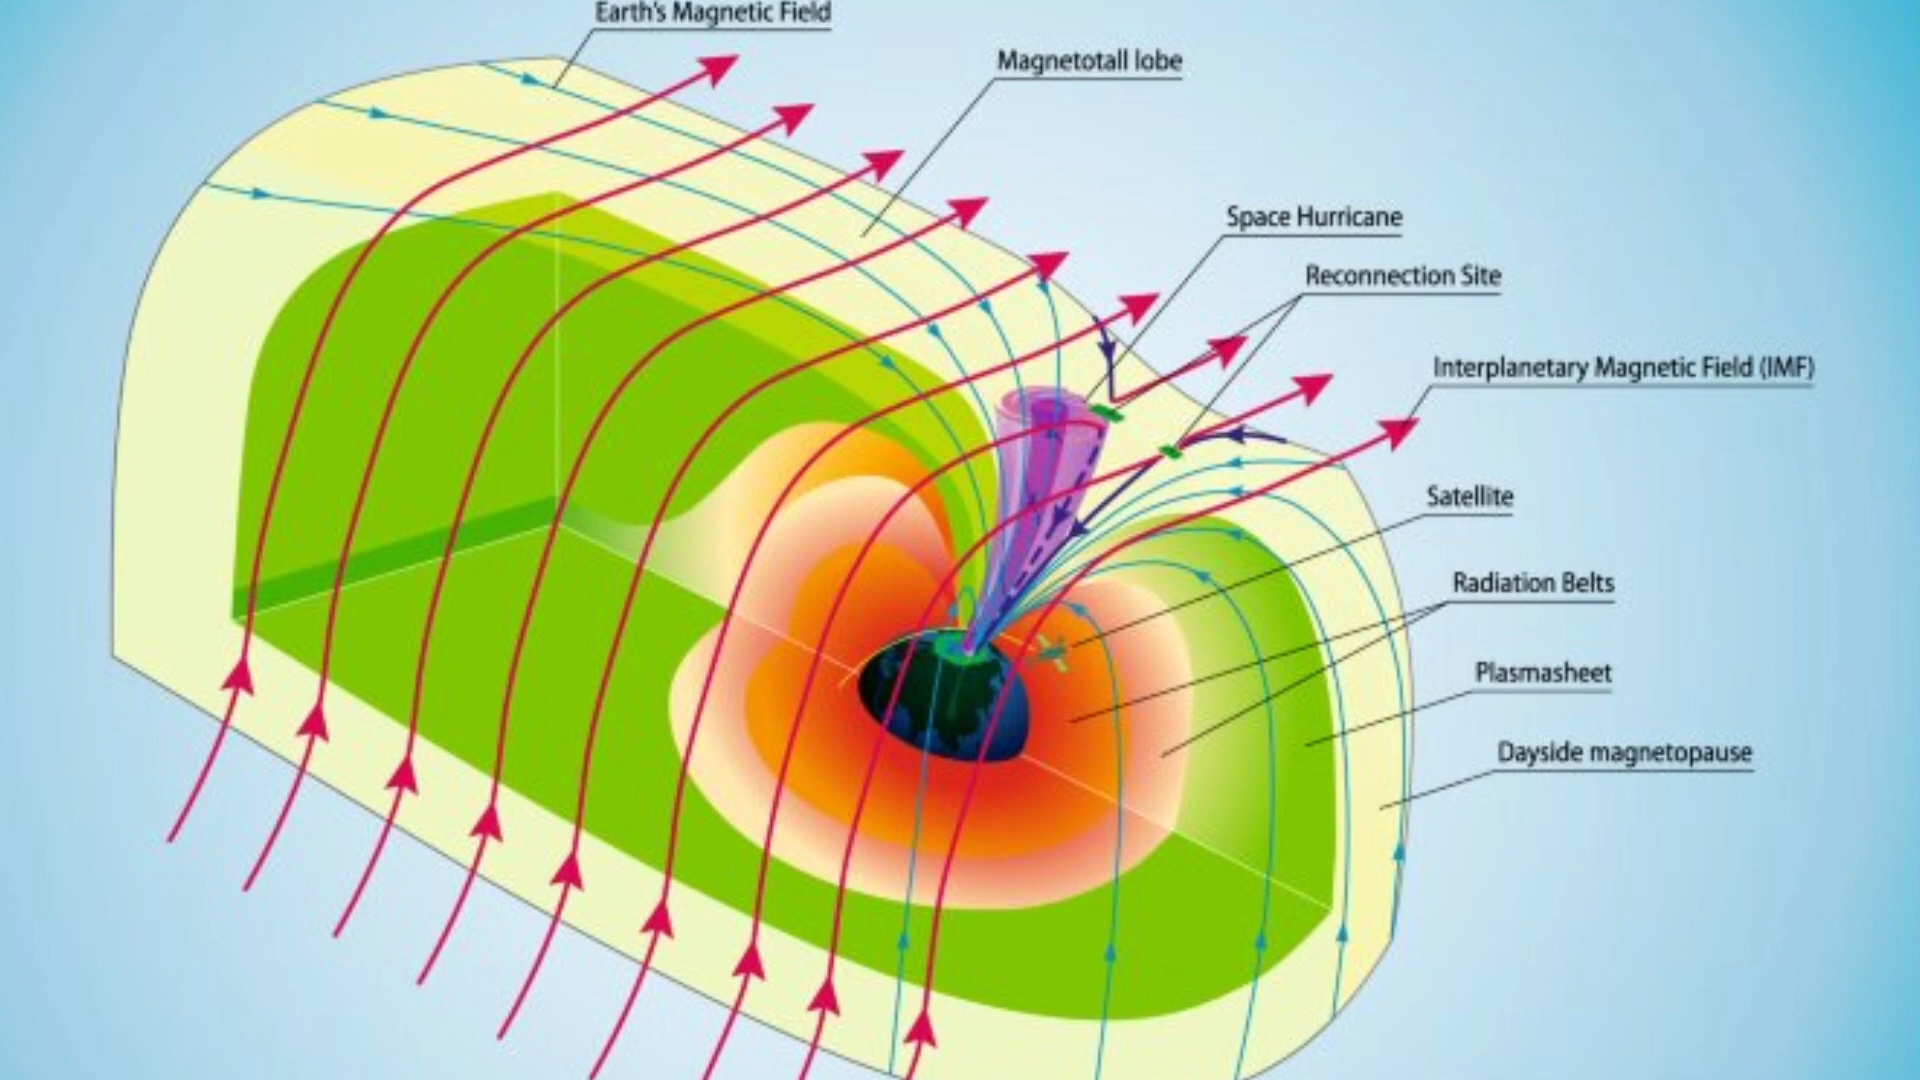 Earth's Magnetic Field
Magnetotall lobe
Space Hurricane
Reconnection Site
Interplanetary Magnetic Field (IMF)
Satellite
Radiation Belts
Plasmasheet
Dayside magnetopause